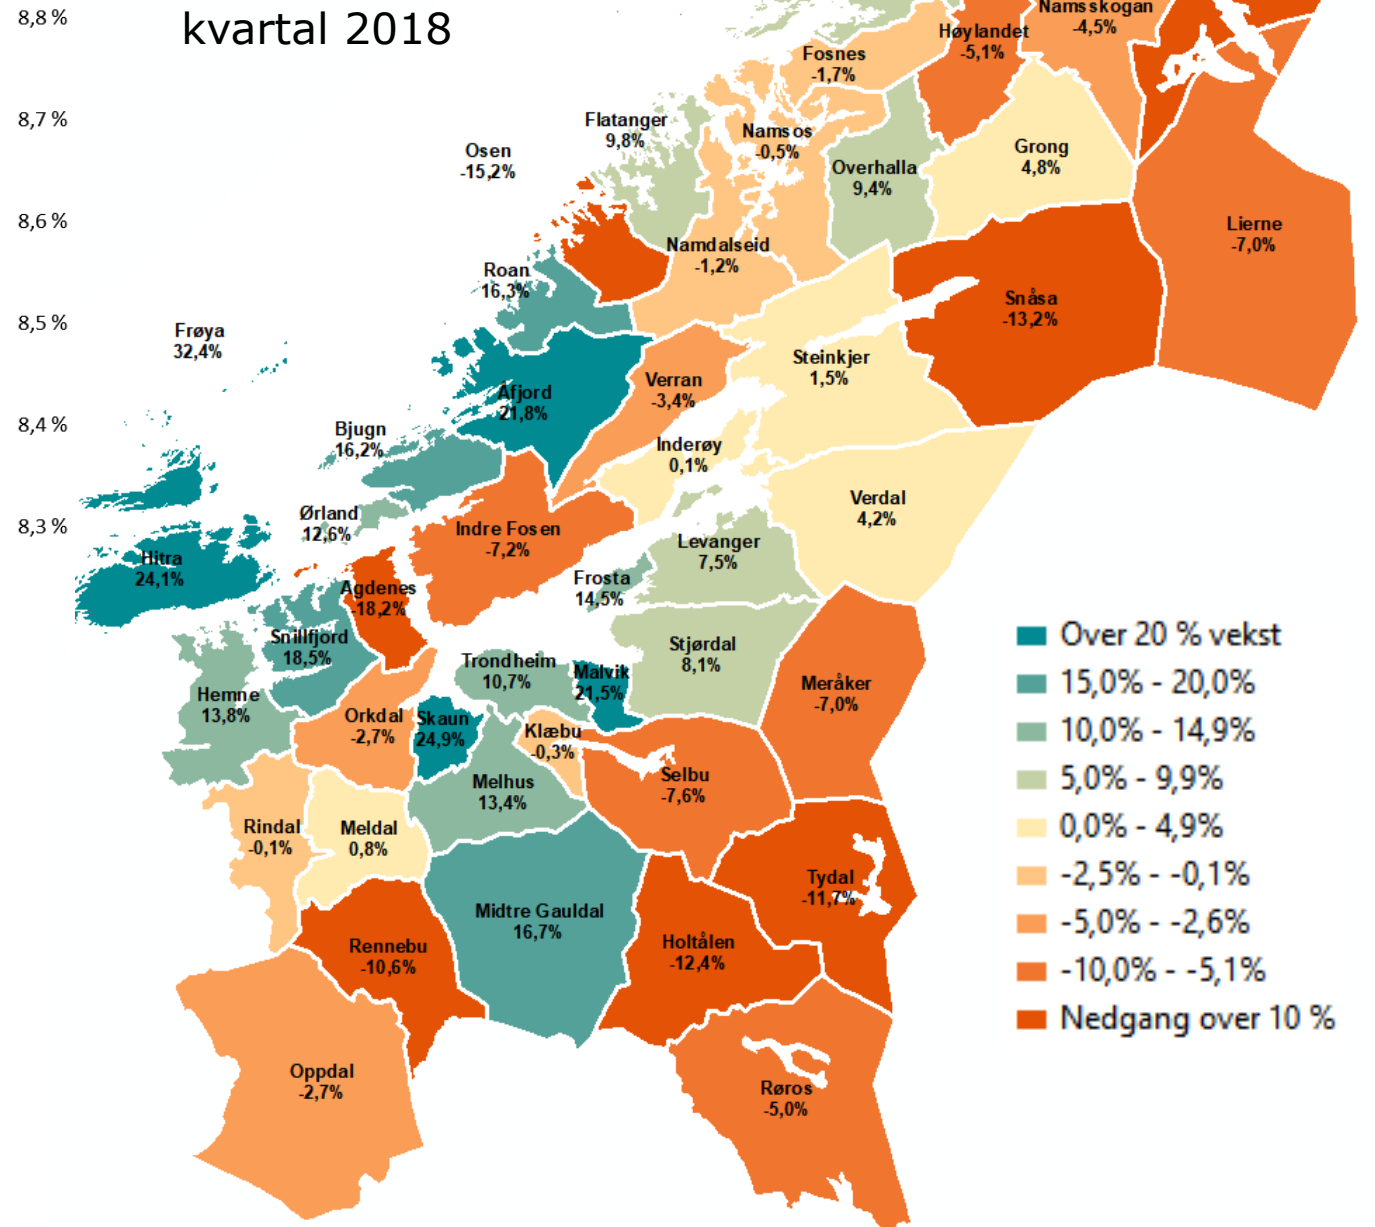 8,8 %
kvartal 2018
8,7 %
8,6 %
8,5 %
8,4 %
8,3 %
Namsskogan
-4,5%
Høylandet
-5,1%
Fosnes
-1,7%
Flatanger
9,8%
Namsos
-0,5%
Osen
-15,2%
Overhalla
9,4%
Grong
4,8%
Lierne
-7,0%
Namdalseid
-1,2%
Roan
16,3%
Snåsa
-13,2%
Frøya
32,4%
Steinkjer
1,5%
Verran
-3,4%
Åfjord
21,8%
Bjugn
16,2%
Inderøy
0,1%
Verdal
4,2%
Ørland
12,6%
Indre Fosen
-7,2%
Levanger
7,5%
Hitra
24,1%
Frosta
14,5%
Agdenes
-18,2%
Snillfjord
18,5%
Stjørdal
8,1%
Trondheim
10,7%
Malvik
21,5%
Meråker
-7,0%
Hemne
13,8%
Orkdal
-2,7%
Skaun
24,9%
Klæbu
-0,3%
Selbu
-7,6%
Melhus
13,4%
Rindal
-0,1%
Meldal
0,8%
Tydal
-11,7%
Midtre Gauldal
16,7%
Rennebu
-10,6%
Holtålen
-12,4%
Oppdal
-2,7%
Røros
-5,0%
Over 20 % vekst
15,0% - 20,0%
10,0% - 14,9%
5,0% - 9,9%
0,0% - 4,9%
-2,5% - -0,1%
-5,0% - -2,6%
-10,0% - -5,1%
Nedgang over 10 %